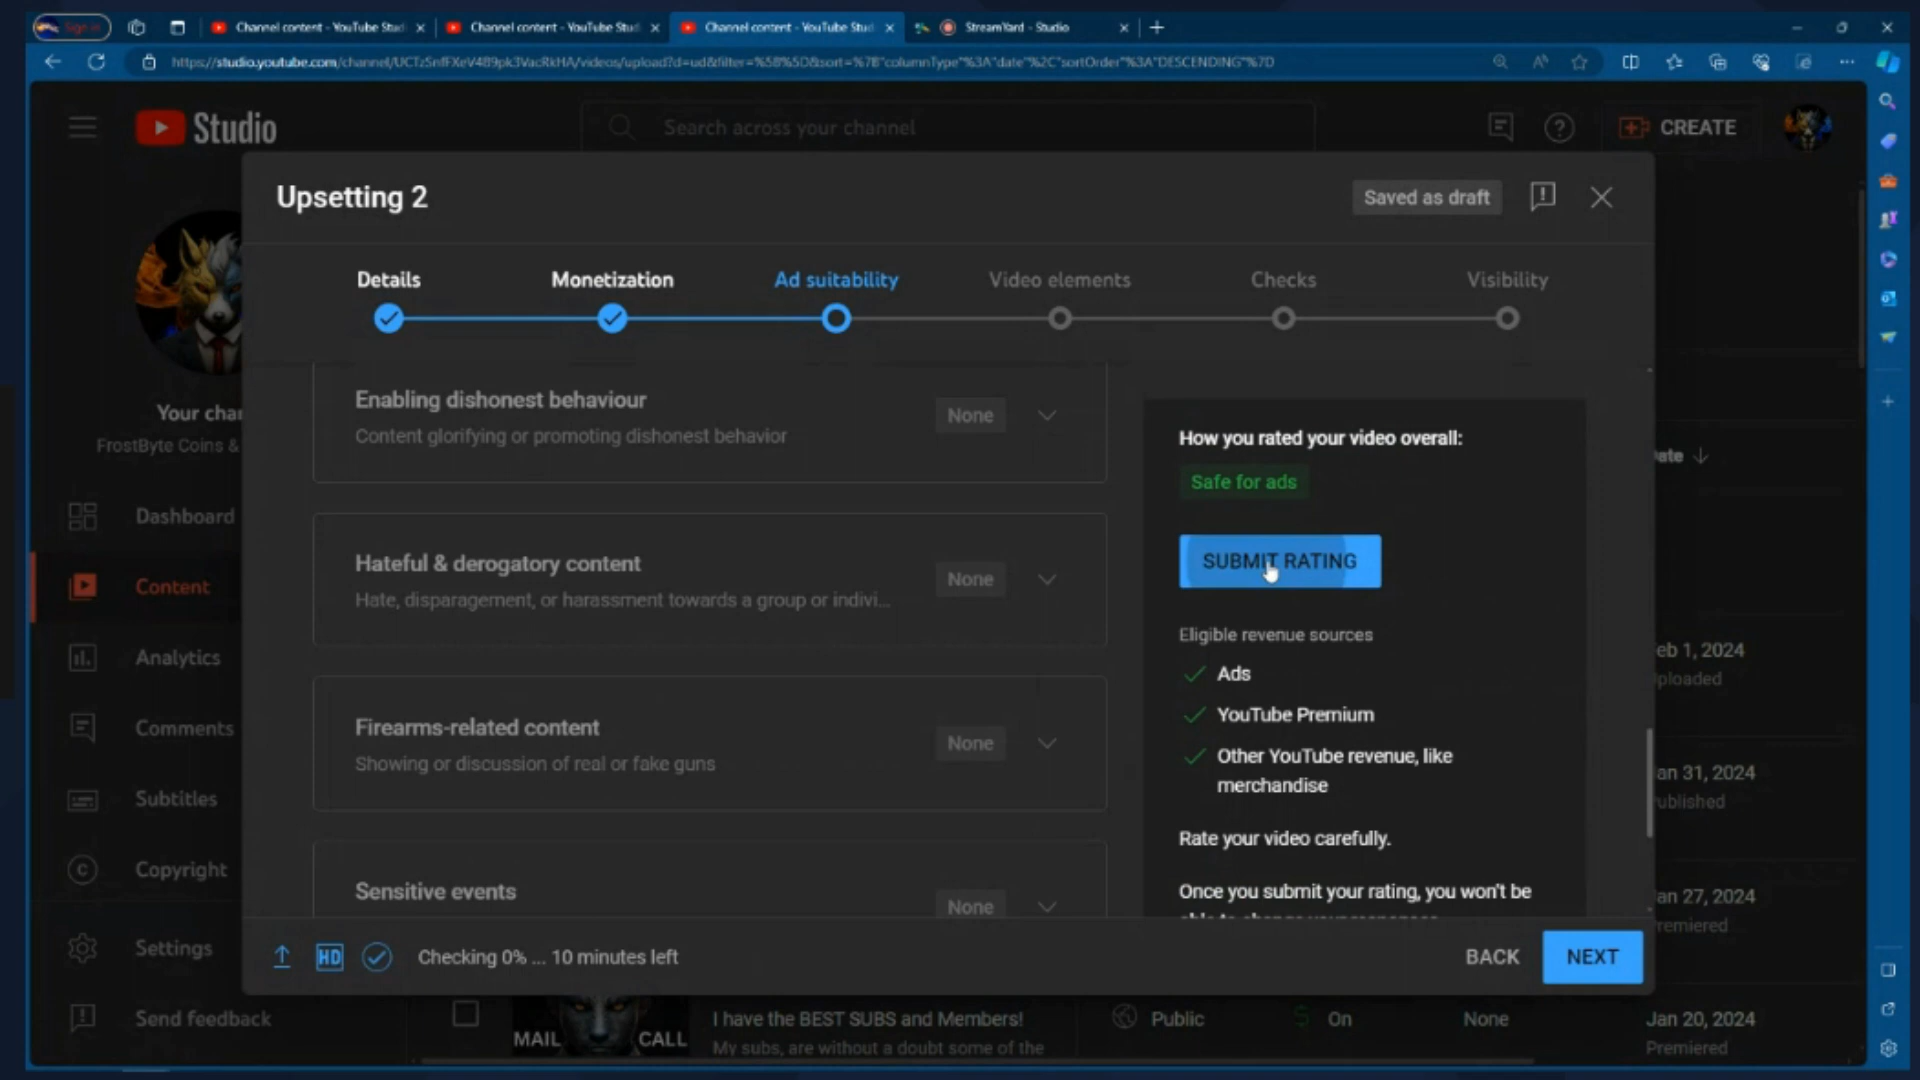 Sign in
Channel content - YouTube Stud
Channel content - YouTube Stud
Channel content - YouTube Stud
StreamYard - Studio
Studio
Search across your channel
CREATE
Upsetting 2
Saved as draft
Details
Monetization
Ad suitability
Video elements
Checks
Visibility
Your chan
FrostByte Coins &
Dashboard
Content
Analytics
Comments
Subtitles
Copyright
Settings
Send feedback
Enabling dishonest behaviour
Content glorifying or promoting dishonest behavior
None
Hateful & derogatory content
Hate, disparagement, or harassment towards a group or indivi...
None
Firearms-related content
Showing or discussion of real or fake guns
None
Sensitive events
None
How you rated your video overall:
Safe for ads
SUBMIT RATING
Eligible revenue sources
Ads
YouTube Premium
Other YouTube revenue, like
merchandise
Rate your video carefully.
Once you submit your rating, you won't be
ate
eb 1, 2024
ploaded
an 31, 2024
ublished
an 27, 2024
remiered
HD
Checking 0% ... 10 minutes left
BACK
NEXT
MAIL CALL
I have the BEST SUBS and Members!
My subs, are without a doubt some of the
Public
On
None
Jan 20, 2024
Premiered